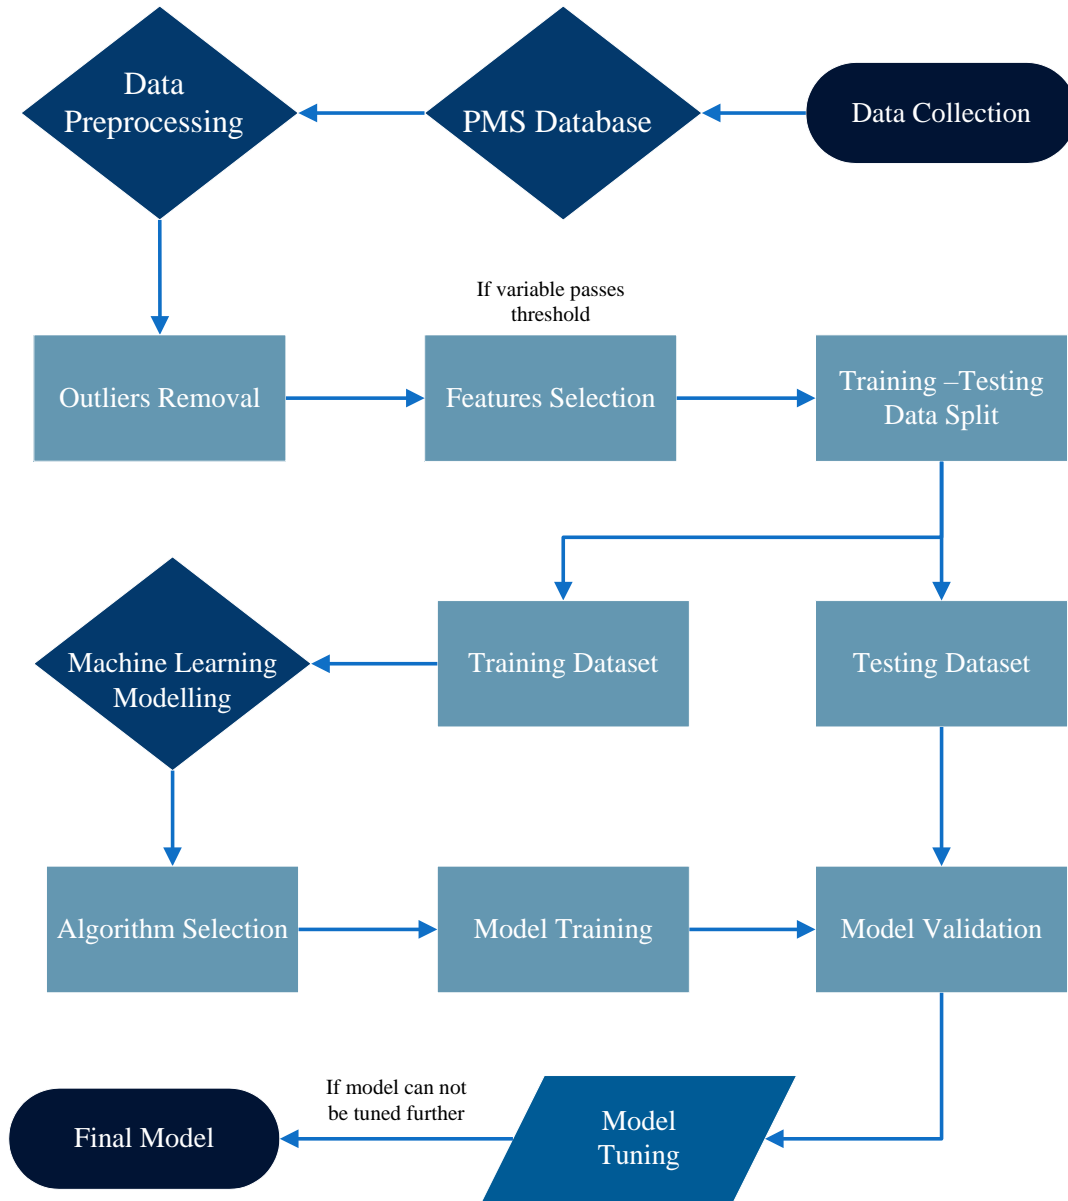 Data
Preprocessing
PMS Database
Data Collection
If variable passes
threshold
Outliers Removal
Features Selection
Training –Testing
Data Split
Machine Learning
Modelling
Training Dataset
Testing Dataset
Algorithm Selection
Model Training
Model Validation
Final Model
If model can not
be tuned further
Model
Tuning